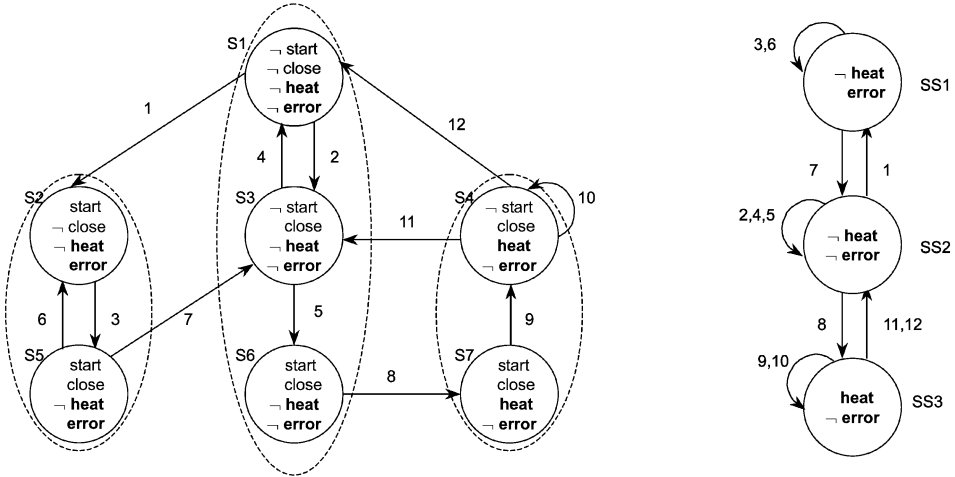 S1
¬ start
¬ close
¬ heat
¬ error
1
4
2
12
S2
start
¬ close
¬ heat
error
S3
¬ start
close
¬ heat
¬ error
11
S4
¬ start
close
heat
¬ error
10
6
3
7
5
9
S5
start
close
¬ heat
error
S6
start
close
¬ heat
¬ error
8
S7
start
close
heat
¬ error
3,6
¬ heat
error
SS1
7
1
2,4,5
¬ heat
¬ error
SS2
8
11,12
9,10
heat
¬ error
SS3